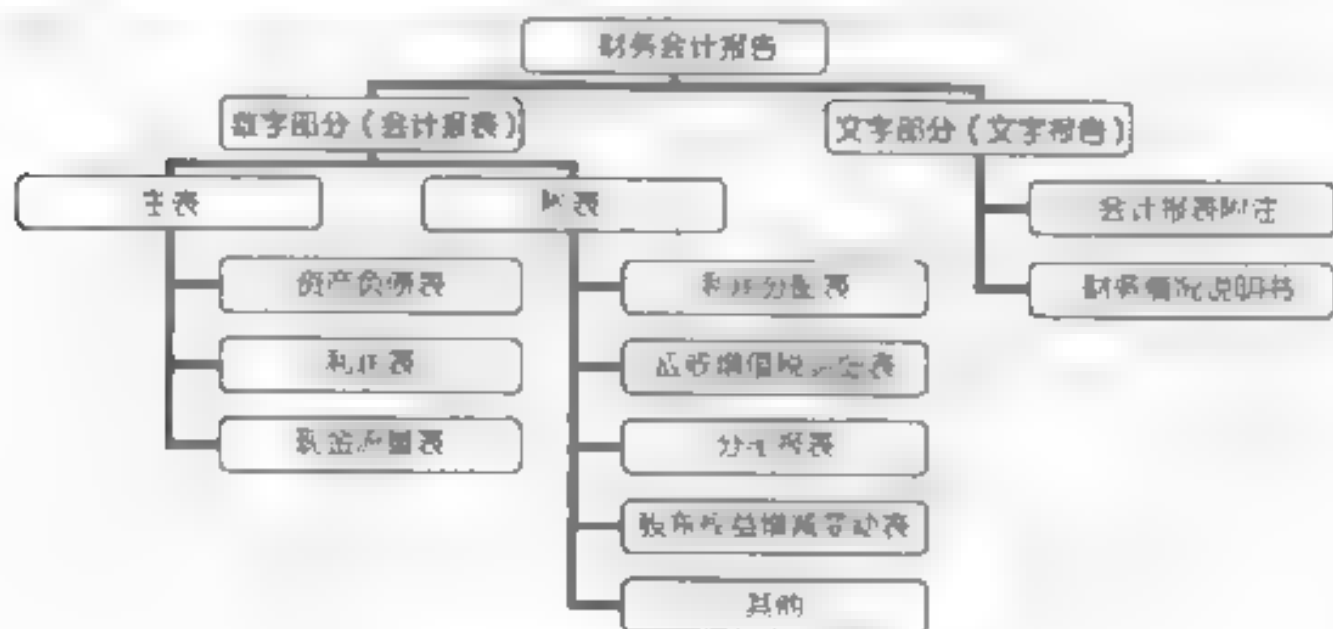 财务会计报告
数字部分（会计报表）
文字部分（文字报告）
主表
附表
会计报表附注
资产负债表
利润分配表
财务情况说明书
利润表
应交增值税明细表
现金流量表
分部报表
股东权益增减变动表
其他